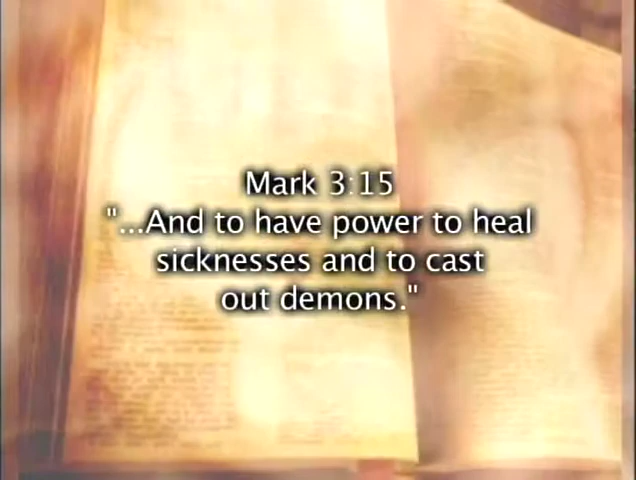 Mark 3:15
"...And to have power to heal
sicknesses and to cast
out demons."